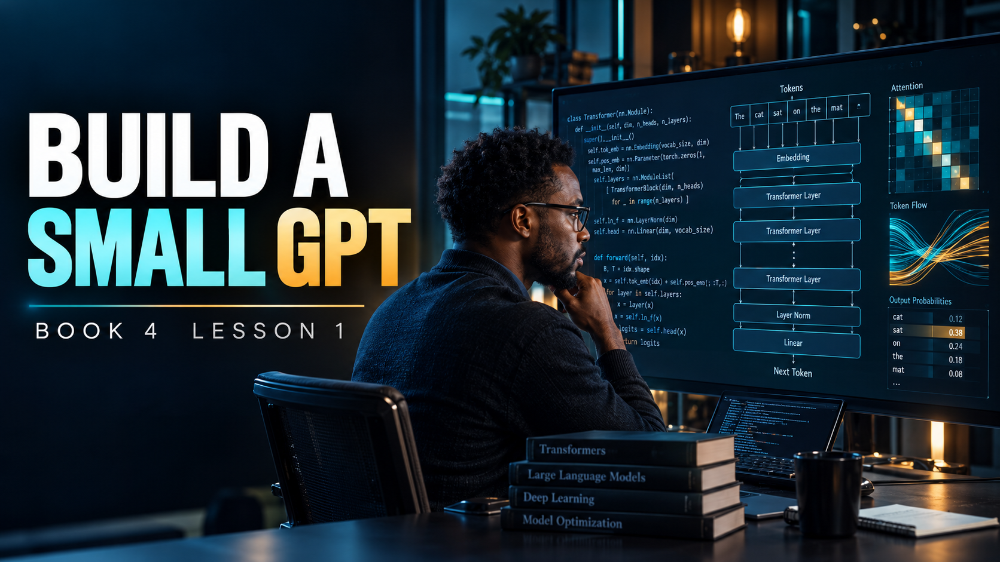 BUILD A
SMALL GPT
BOOK 4 LESSON 1
class Transformer(nn.Module):
def __init__(self, dim, n_heads, n_layers):
super().__init__()
self.tok_emb = nn.Embedding(vocab_size, dim)
self.pos_emb = nn.Parameter(torch.zeros(1,
max_len, dim))
self.layers = nn.ModuleList(
[ TransformerBlock(dim, n_heads)
for _ in range(n_layers) ]
self.ln_f = nn.LayerNorm(dim)
self.head = nn.Linear(dim, vocab_size)
def forward(self, idx):
B, T = idx.shape
x = self.tok_emb(idx) + self.pos_emb[; :T,:]
for layer in self.layers:
x = layer(x)
x = self.ln_f(x)
logits = self.head(x)
turn logits
Tokens
The cat sat on the mat
Embedding
Transformer Layer
Transformer Layer
Transformer Layer
Layer Norm
Linear
Next Token
Attention
Token Flow
Output Probabilities
cat 0.12
sat 0.38
on 0.24
the 0.18
mat 0.08
...
Transformers
Large Language Models
Deep Learning
Model Optimization